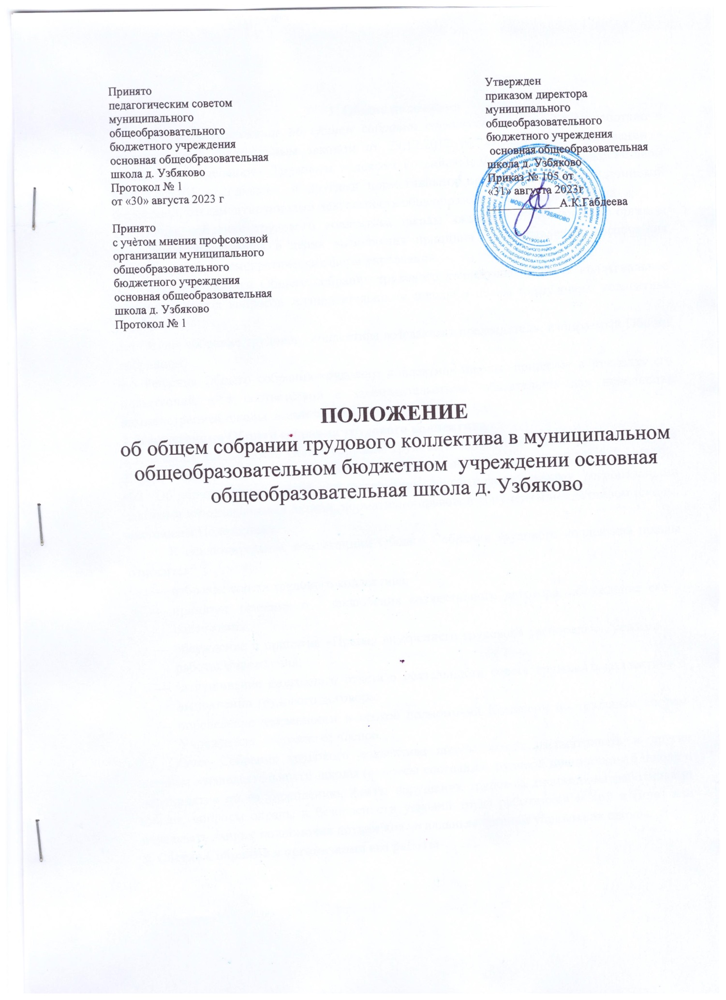 Принято
педагогическим советом
муниципального
общеобразовательного
бюджетного учреждения
основная общеобразовательная
школа д. Узбяково
Протокол № 1
от «30» августа 2023 г
Принято
с учѐтом мнения профсоюзной
организации муниципального
общеобразовательного
бюджетного учреждения
основная общеобразовательная
школа д. Узбяково
Протокол № 1
Утвержден
приказом директора
муниципального
общеобразовательного
бюджетного учреждения
основная общеобразовательная
школа д. Узбяково
Приказ № 105 от
«31» августа 2023г
____________А.К.Габдеева
МОБУ ООШ д. УЗБЯКОВО
ПОЛОЖЕНИЕ
об общем собрании трудового коллектива в муниципальном
общеобразовательном бюджетном учреждении основная
общеобразовательная школа д. Узбяково